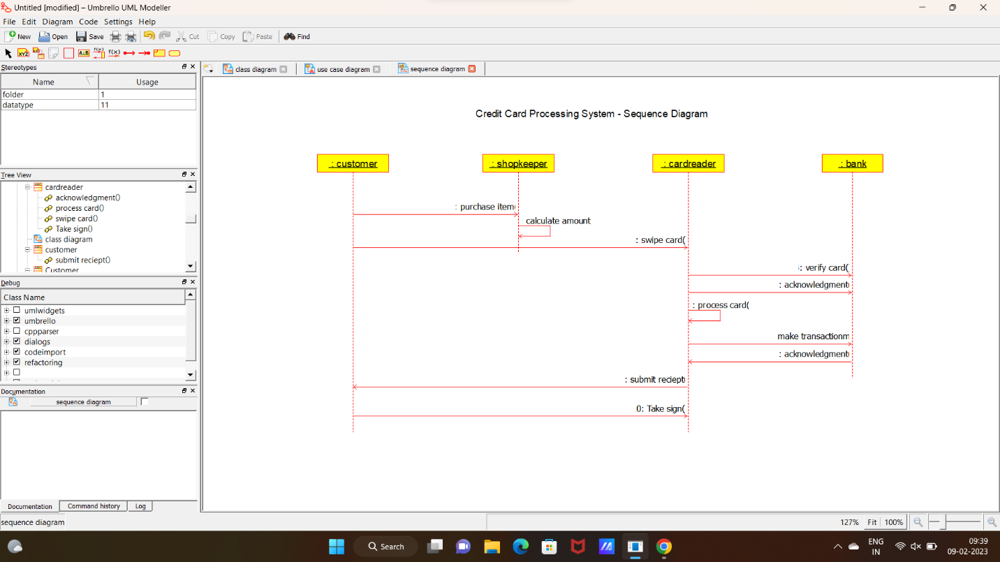 Untitled [modified] – Umbrello UML Modeller
File Edit Diagram Code Settings Help
New Open Save Cut Copy Paste Find
XYZ A:B f(x) f(x)
Stereotypes
Name Usage
folder 1
datatype 11
class diagram use case diagram sequence diagram
Tree View
cardreader
acknowledgment()
process card()
swipe card()
Take sign()
class diagram
customer
submit reciept()
Customer
Debug
Class Name
umlwidgets
umbrello
cppparser
dialogs
codeimport
refactoring
Documentation
sequence diagram
Documentation Command history Log
Credit Card Processing System - Sequence Diagram
: customer : shopkeeper : cardreader : bank
: purchase item(
calculate amount
: swipe card(
: verify card(
: acknowledgment
: process card(
make transactionm
: acknowledgment
: submit reciept
0: Take sign(
sequence diagram 127% Fit 100%
Search
ENG
IN
09:39
09-02-2023